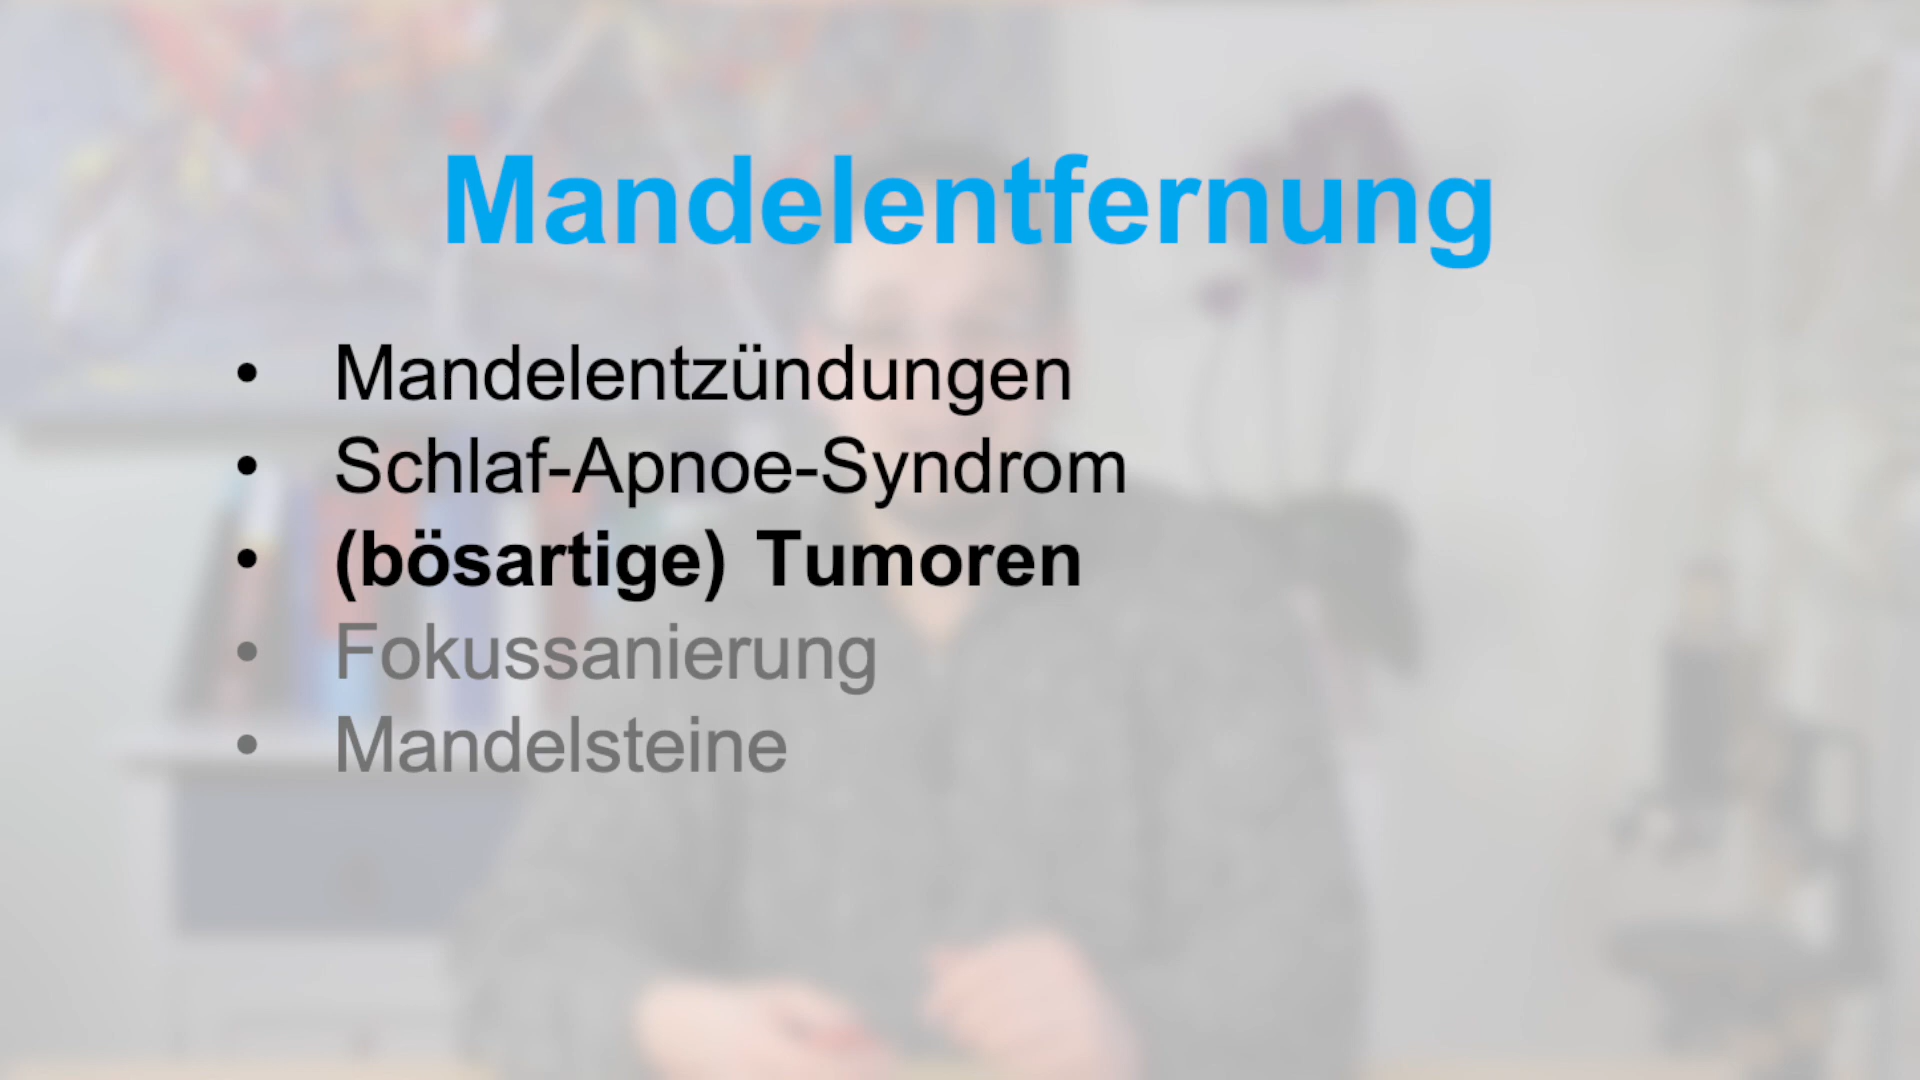 Mandelentfernung
• Mandelentzündungen
• Schlaf-Apnoe-Syndrom
• (bösartige) Tumoren
• Fokussanierung
• Mandelsteine